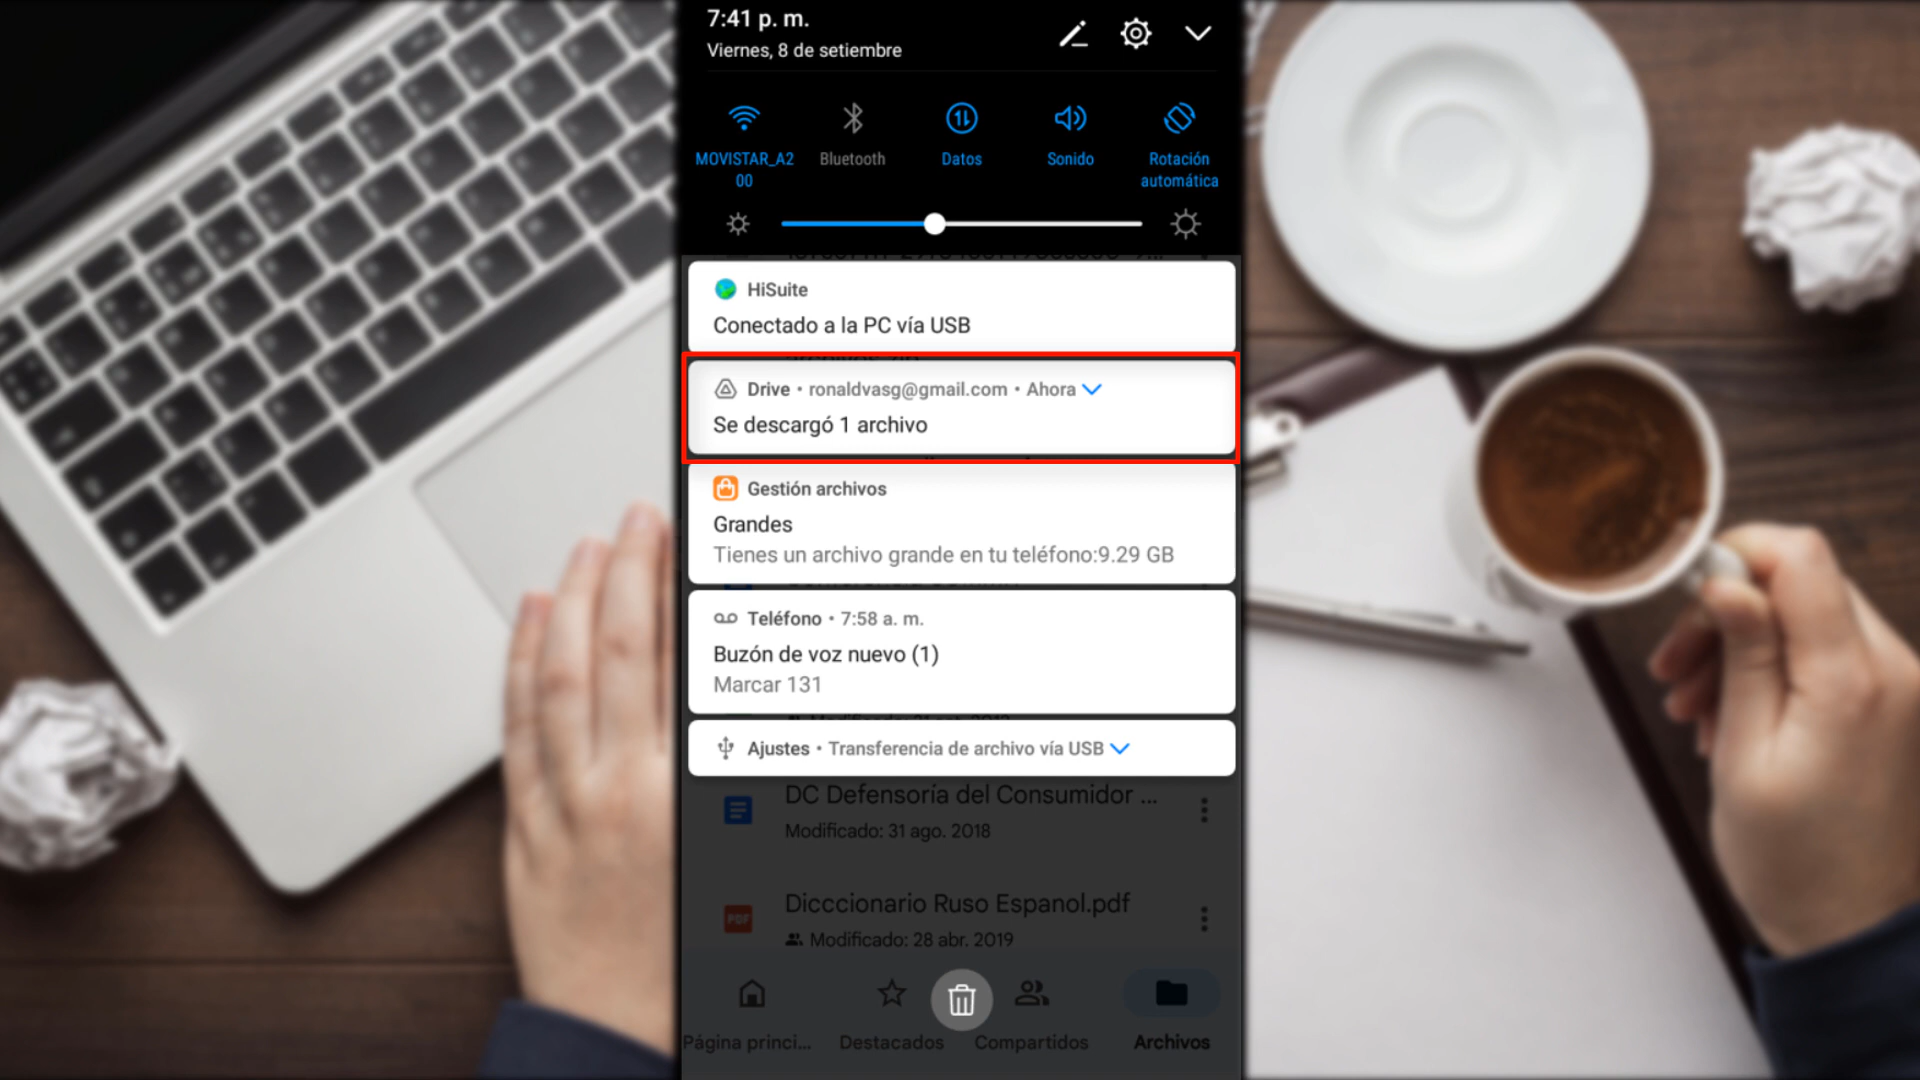 7:41 p. m.
Viernes, 8 de setiembre
MOVISTAR_A2
00
Bluetooth
Datos
Sonido
Rotación
automática
HiSuite
Conectado a la PC vía USB
Drive • ronaldvasg@gmail.com • Ahora
Se descargó 1 archivo
Gestión archivos
Grandes
Tienes un archivo grande en tu teléfono:9.29 GB
Teléfono • 7:58 a. m.
Buzón de voz nuevo (1)
Marcar 131
Ajustes • Transferencia de archivo vía USB
DC Defensoría del Consumidor ...
Modificado: 31 ago. 2018
PDF
Dicccionario Ruso Espanol.pdf
Modificado: 28 abr. 2019
Página princi...
Destacados
Compartidos
Archivos